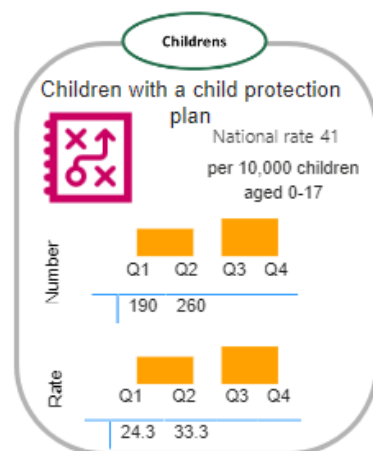 Childrens
Children with a child protection
plan
National rate 41
per 10,000 children
aged 0-17
Number
Q1 Q2 Q3 Q4
190 260
Rate
Q1 Q2 Q3 Q4
24.3 33.3